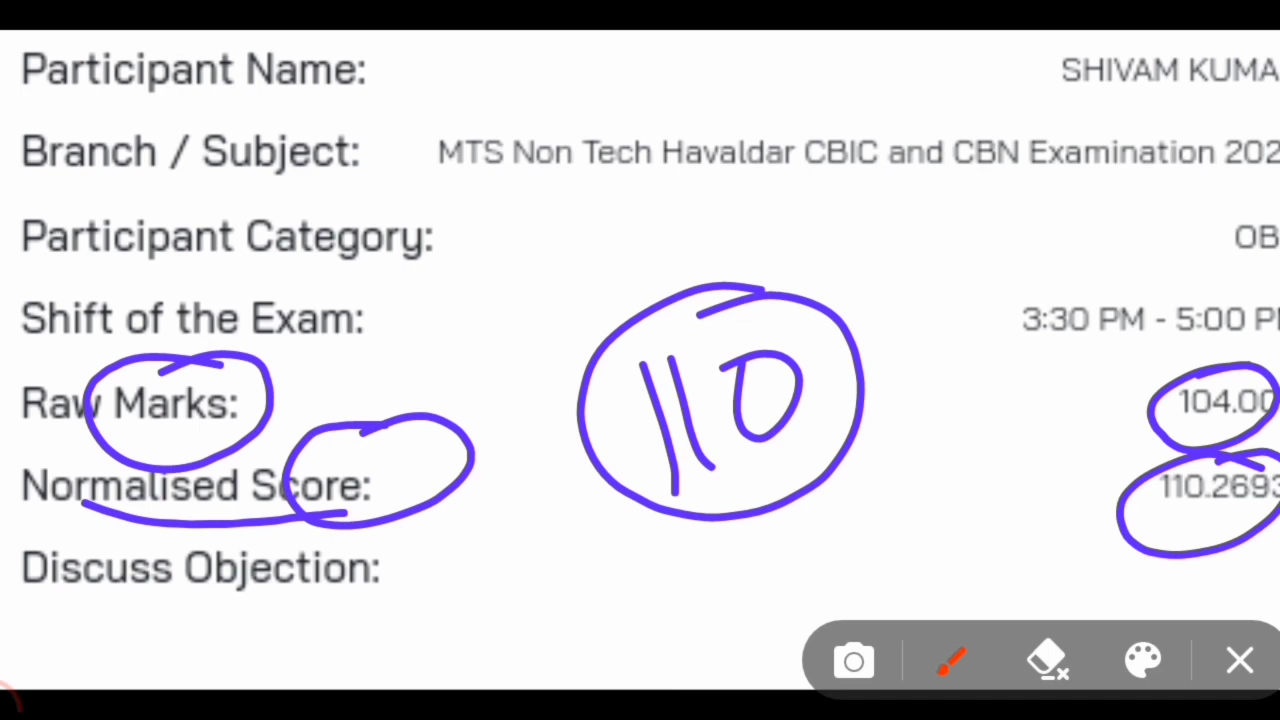 Participant Name: SHIVAM KUMA
Branch / Subject: MTS Non Tech Havaldar CBIC and CBN Examination 202
Participant Category: OB
Shift of the Exam: 3:30 PM - 5:00 P
Raw Marks: 104.00
110
Normalised Score: 110.2693
Discuss Objection: